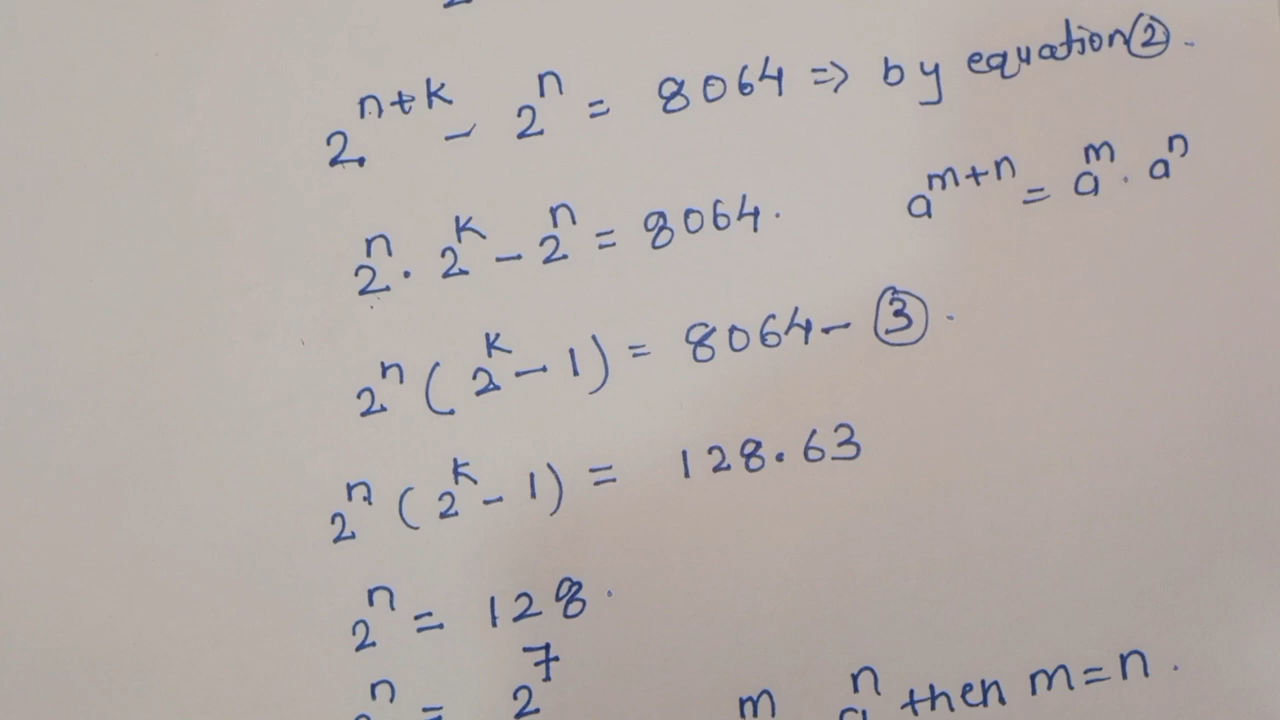 2^{n+k} - 2^n = 8064 ⇒ by equation ②.
2^n · 2^k - 2^n = 8064. a^{m+n} = a^m · a^n
2^n (2^k - 1) = 8064 - ③.
2^n (2^k - 1) = 128.63
2^n = 128.
2^n = 2^7 m a^n then m=n.